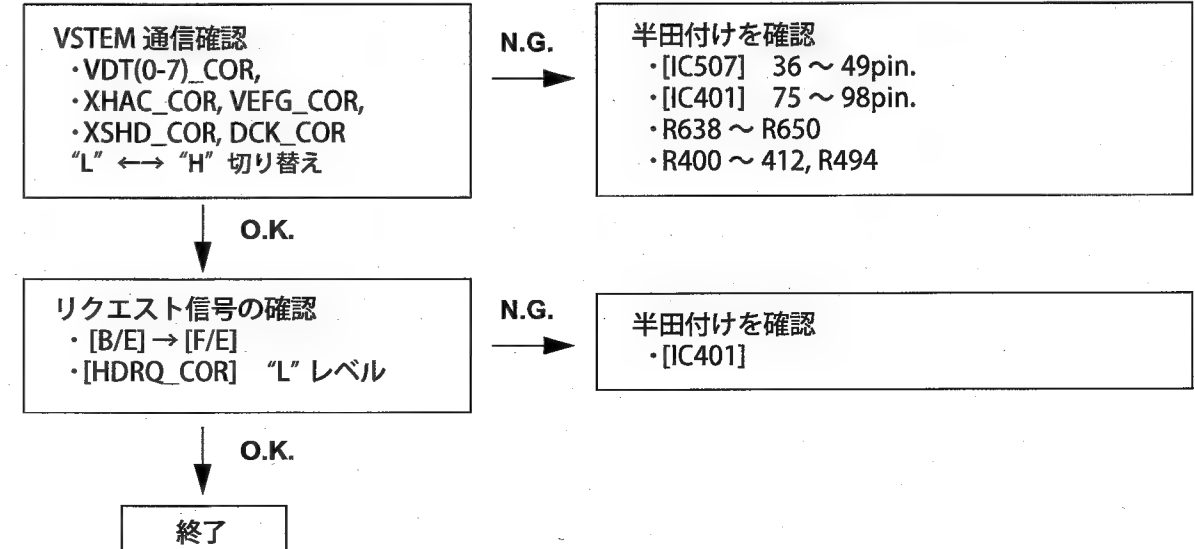 VSTEM 通信確認
・VDT(0-7)_COR,
・XHAC_COR, VEFG_COR,
・XSHD_COR, DCK_COR
“L” ←→ “H” 切り替え
N.G.
半田付けを確認
・[IC507] 36 ～ 49pin.
・[IC401] 75 ～ 98pin.
・R638 ～ R650
・R400 ～ 412, R494
O.K.
リクエスト信号の確認
・ [B/E] → [F/E]
・[HDRQ_COR] “L” レベル
N.G.
半田付けを確認
・[IC401]
O.K.
終了